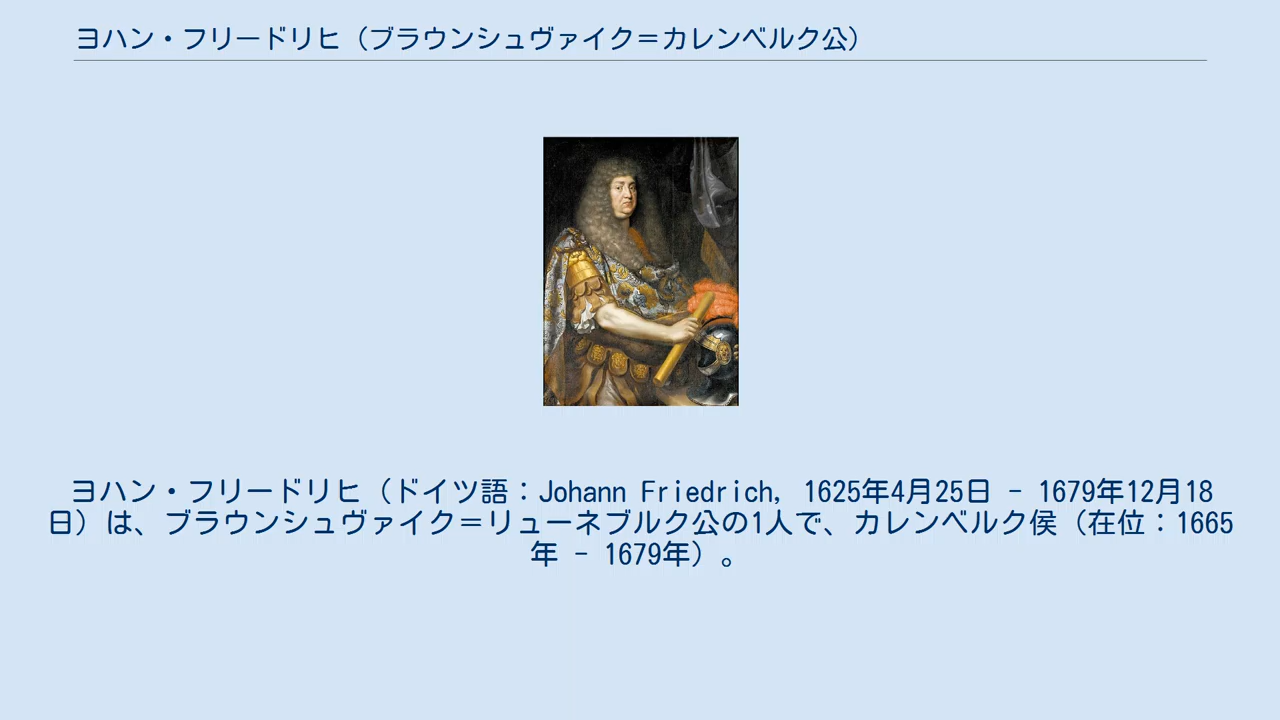 ヨハン・フリードリヒ（ブラウンシュヴァイク＝カレンベルク公）
ヨハン・フリードリヒ（ドイツ語：Johann Friedrich, 1625年4月25日 - 1679年12月18
日）は、ブラウンシュヴァイク＝リューネブルク公の1人で、カレンベルク侯（在位：1665
年 - 1679年）。